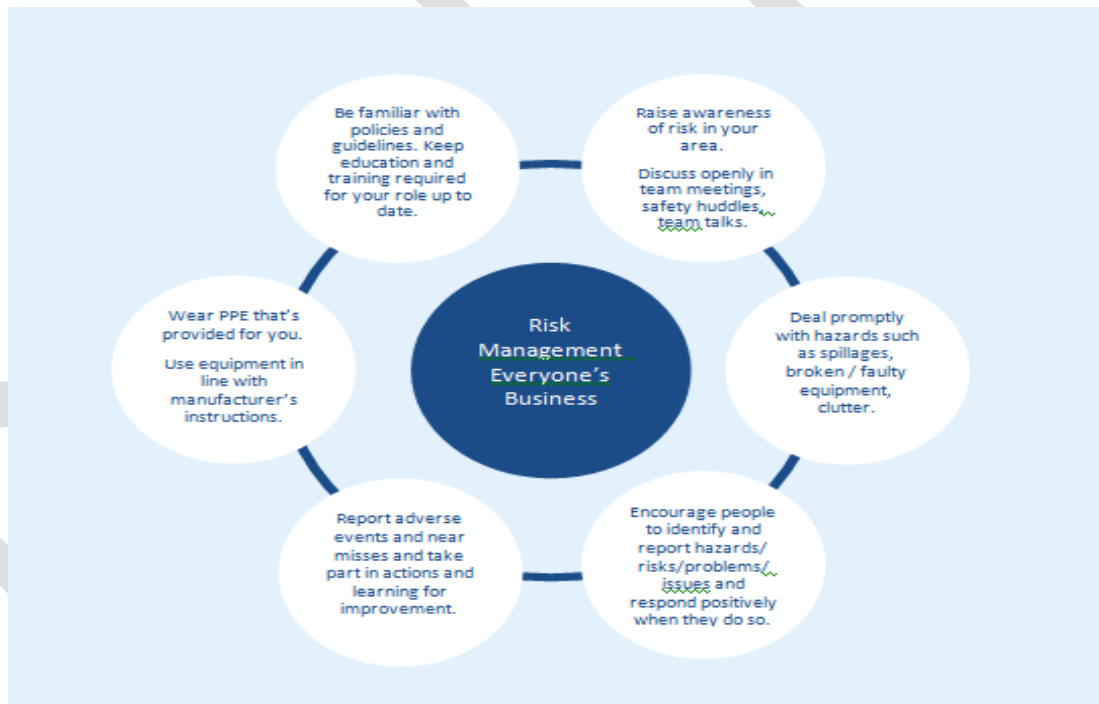 Be familiar with
policies and
guidelines. Keep
education and
training required
for your role up to
date.
Raise awareness
of risk in your
area.
Discuss openly in
team meetings,
safety huddles,
team talks.
Wear PPE that's
provided for you.
Use equipment in
line with
manufacturer's
instructions.
Risk
Management
Everyone's
Business
Deal promptly
with hazards such
as spillages,
broken / faulty
equipment,
clutter.
Report adverse
events and near
misses and take
part in actions and
learning for
improvement.
Encourage people
to identify and
report hazards/
risks/problems/
issues and
respond positively
when they do so.